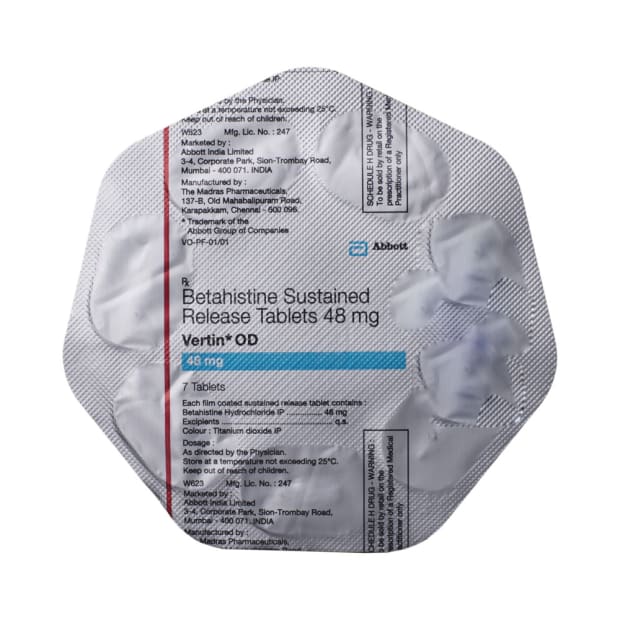 by the Physician.
at a temperature not exceeding 25°C.
Keep out of reach of children.
W623 Mfg. Lic. No. : 247
Marketed by :
Abbott India Limited
3-4, Corporate Park, Sion-Trombay Road,
Mumbai - 400 071. INDIA
Manufactured by :
The Madras Pharmaceuticals,
137-B, Old Mahabalipuram Road,
Karapakkam, Chennai - 600 096.
* Trademark of the
Abbott Group of Companies
VO-PF-01/01
SCHEDULE H DRUG - WARNING
To be sold by retail on the
prescription of a Registered Med
Practitioner only
Abbott
Rx
Betahistine Sustained
Release Tablets 48 mg
Vertin* OD
48 mg
7 Tablets
Each film coated sustained release tablet contains :
Betahistine Hydrochloride IP .............. 48 mg
Excipients ............................................ q.s.
Colour : Titanium dioxide IP
Dosage :
As directed by the Physician.
Store at a temperature not exceeding 25°C.
Keep out of reach of children.
W623 Mfg. Lic. No. : 247
Marketed by :
Abbott India Limited
3-4, Corporate Park, Sion-Trombay Road,
Mumbai - 400 071. INDIA
Manufactured by :
Madras Pharmaceuticals,
SCHEDULE H DRUG - WARNING :
To be sold by retail on the
prescription of a Registered Medical
Practitioner only